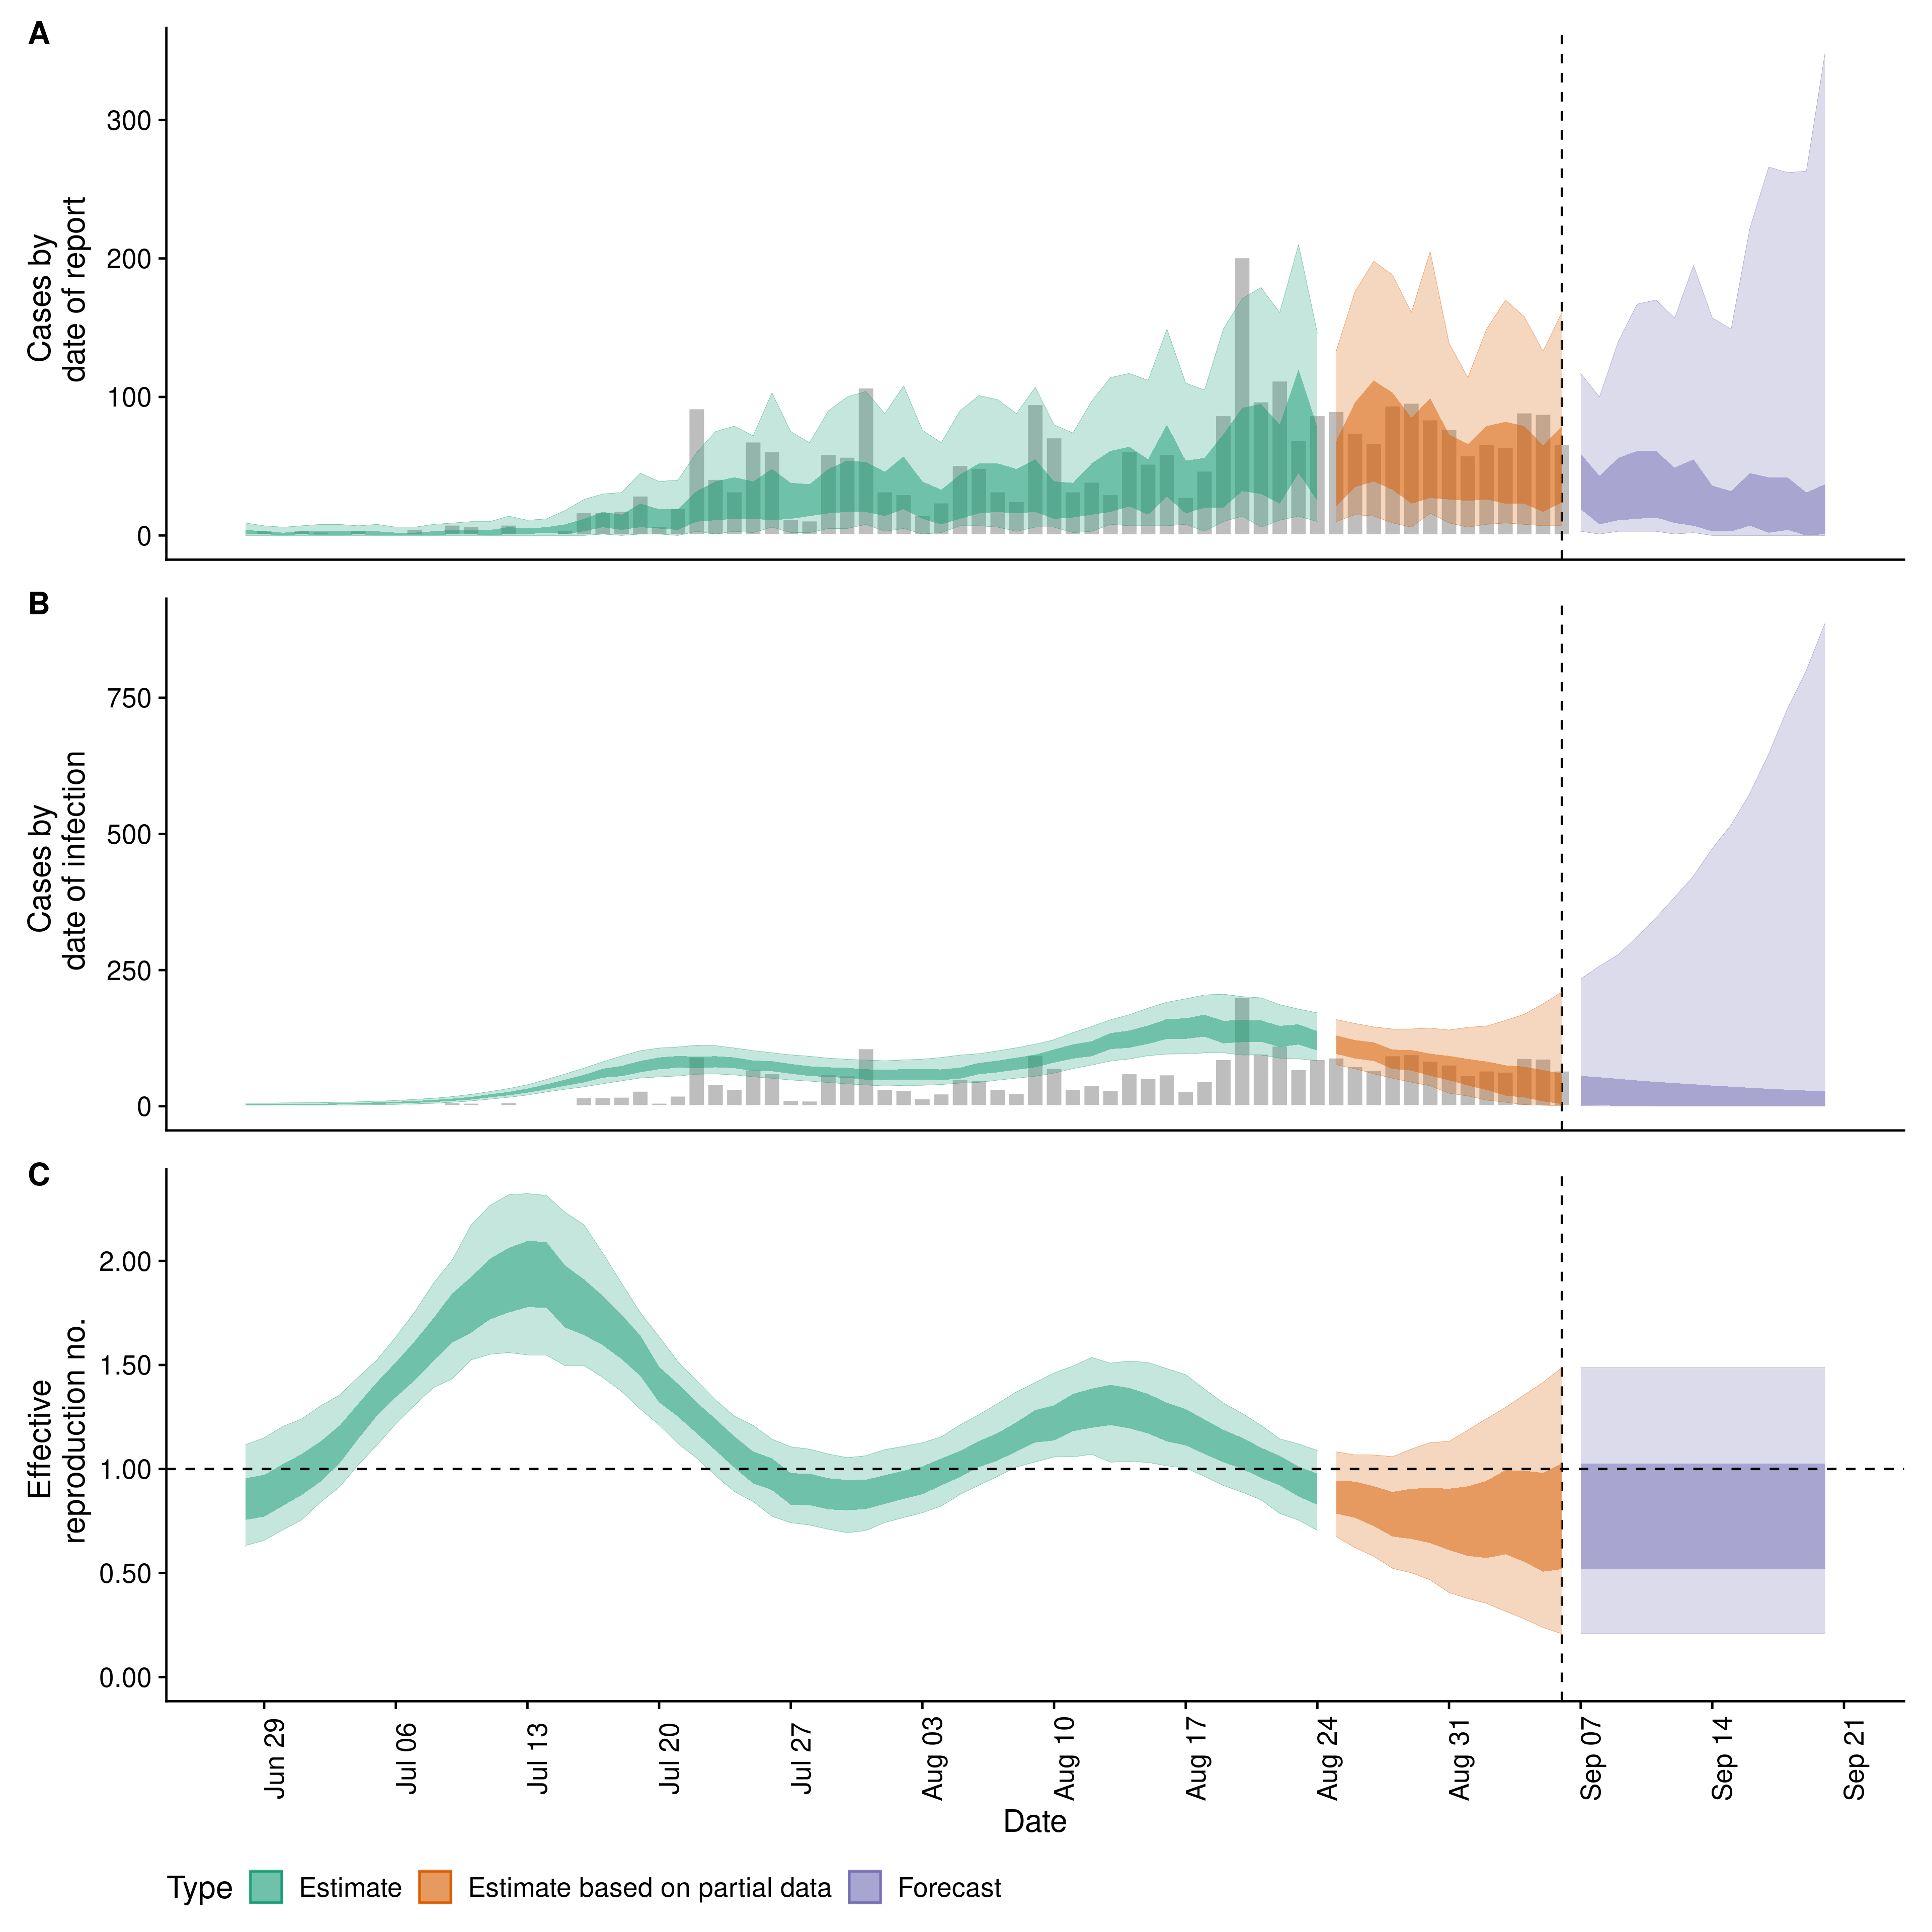 A
Cases by
date of report
300
200
100
0
B
Cases by
date of infection
750
500
250
0
C
Effective
reproduction no.
2.00
1.50
1.00
0.50
0.00
Jun 29
Jul 06
Jul 13
Jul 20
Jul 27
Aug 03
Aug 10
Aug 17
Aug 24
Aug 31
Sep 07
Sep 14
Sep 21
Date
Type Estimate Estimate based on partial data Forecast